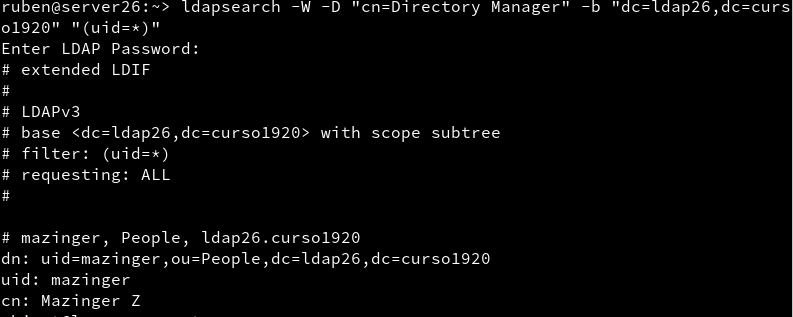 ruben@server26:~> ldapsearch -W -D "cn=Directory Manager" -b "dc=ldap26,dc=curs
o1920" "(uid=*)"
Enter LDAP Password:
# extended LDIF
#
# LDAPv3
# base <dc=ldap26,dc=curso1920> with scope subtree
# filter: (uid=*)
# requesting: ALL
#
# mazinger, People, ldap26.curso1920
dn: uid=mazinger,ou=People,dc=ldap26,dc=curso1920
uid: mazinger
cn: Mazinger Z